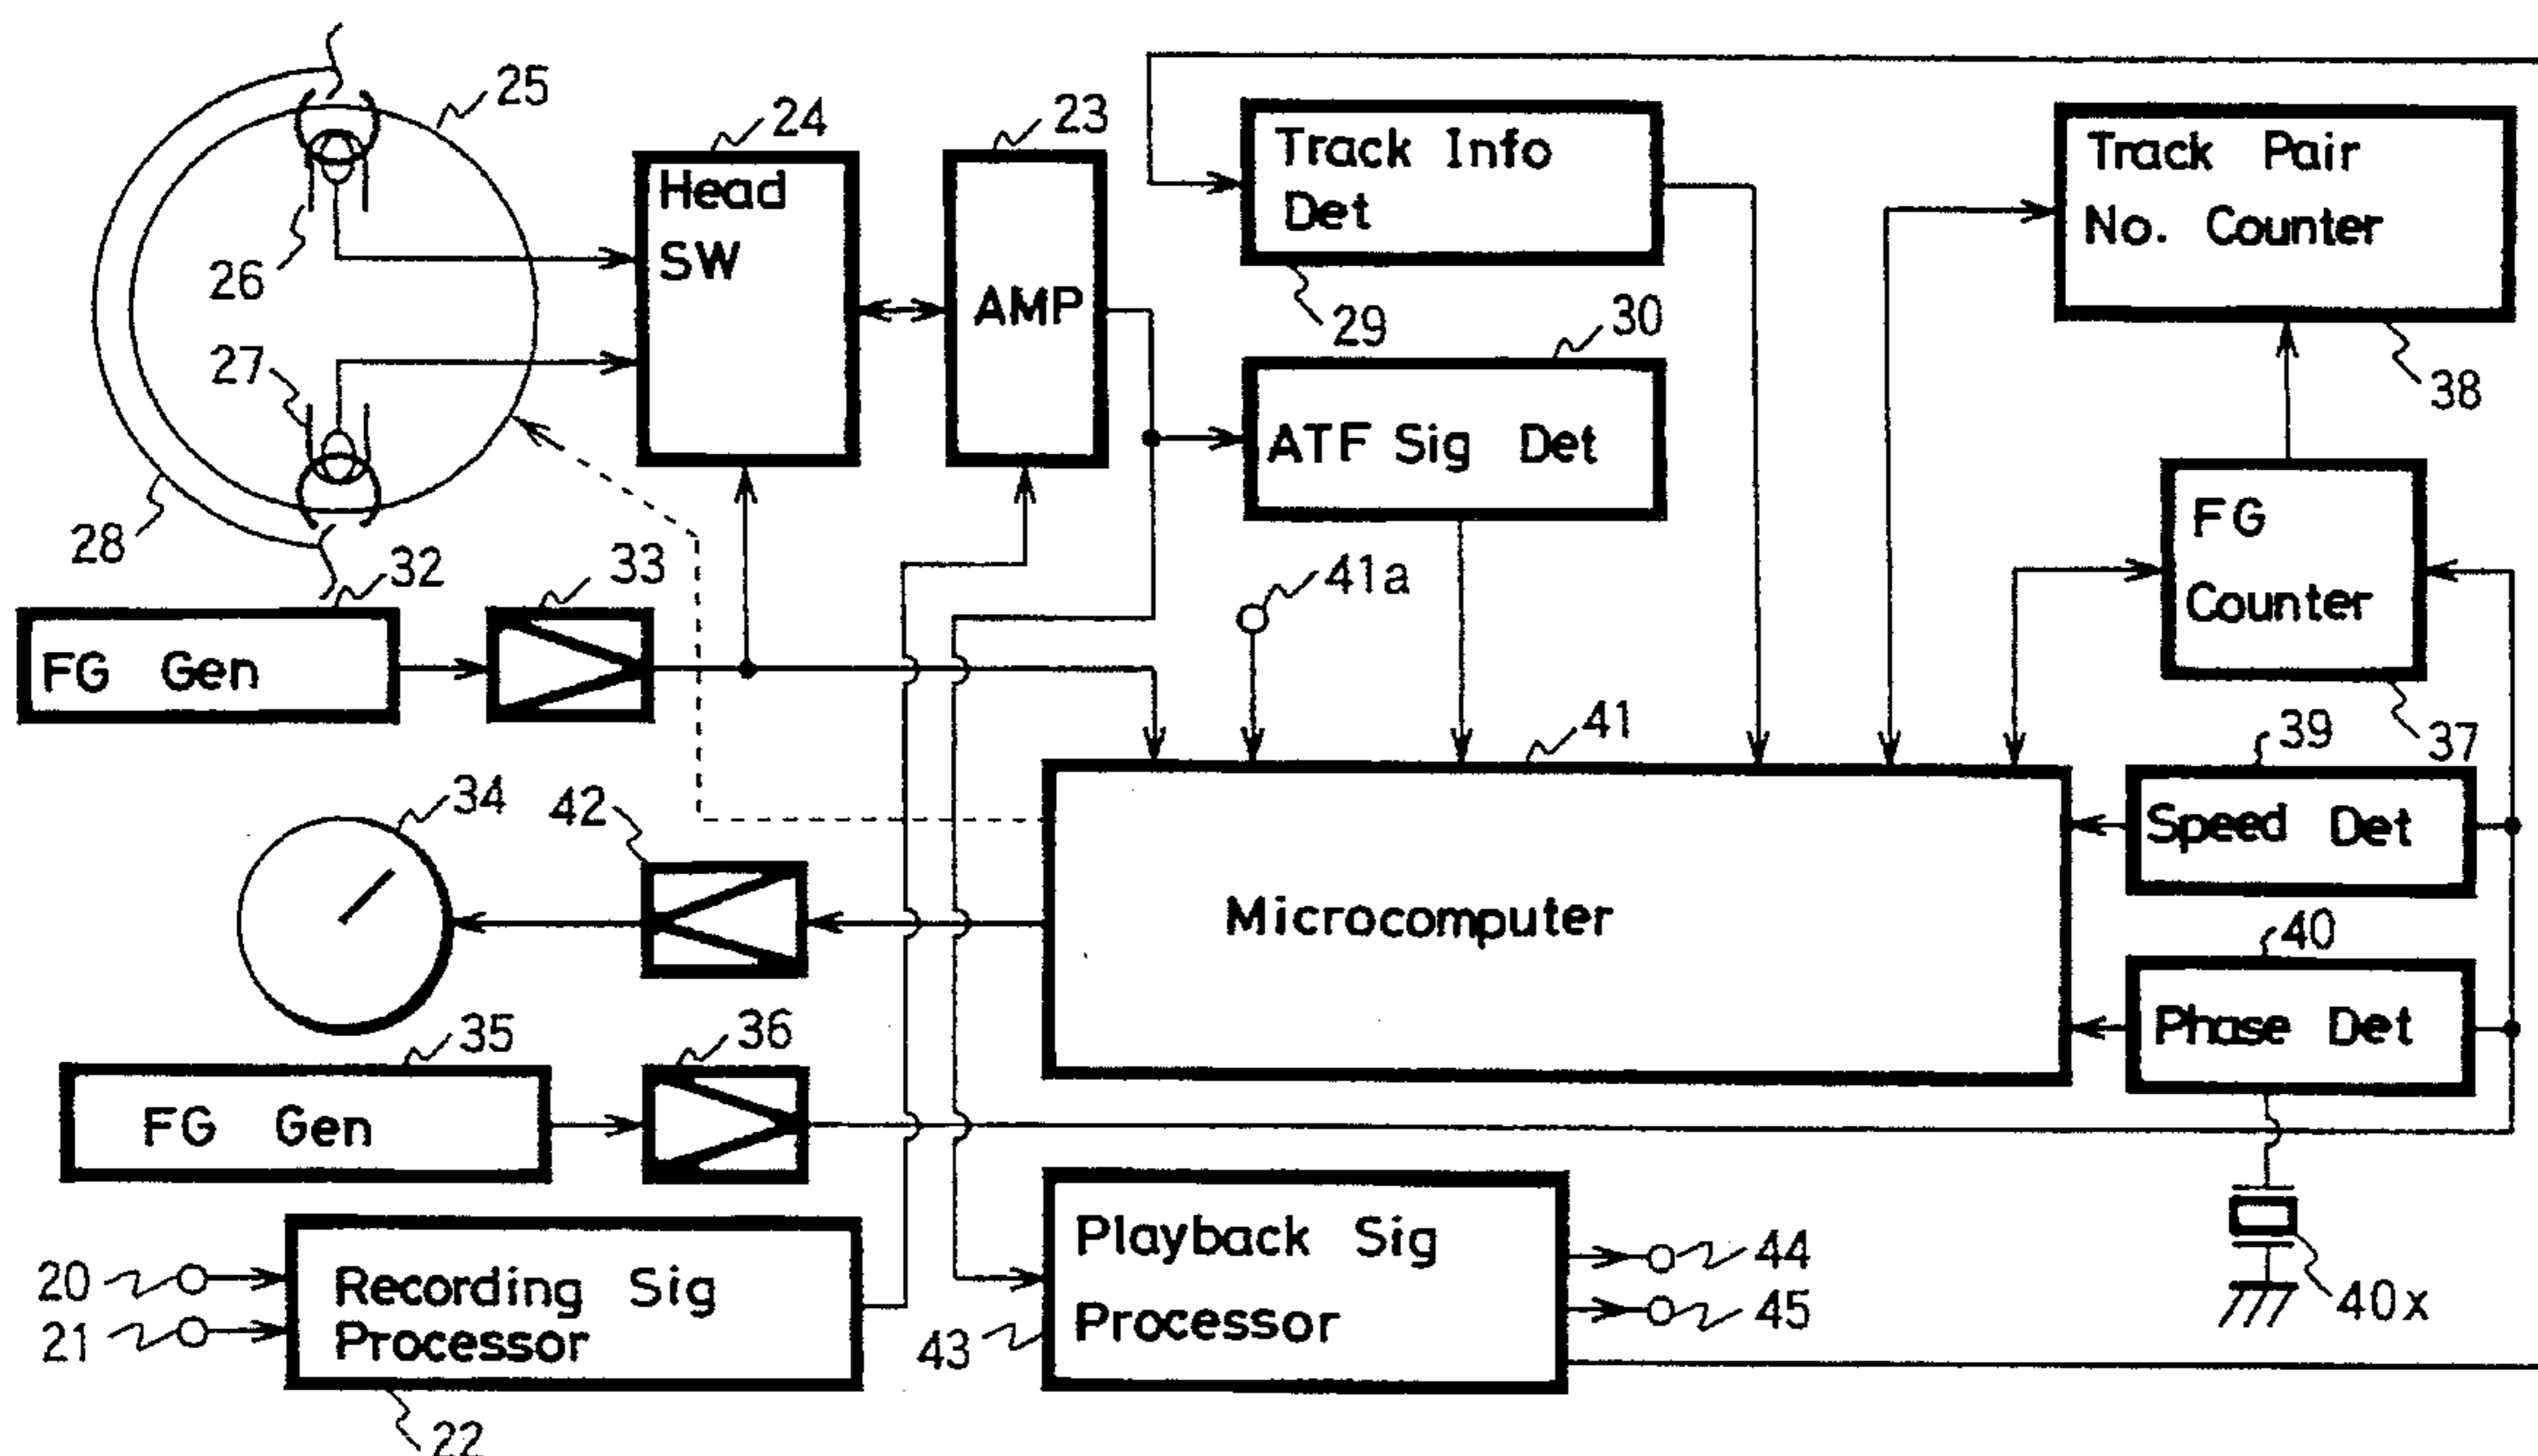 25
24
23
Head
SW
AMP
Track Info
Det
Track Pair
No. Counter
26
27
28
29
30
38
ATF Sig Det
FG
Counter
37
32
33
41a
FG Gen
41
39
34
42
Speed Det
Microcomputer
40
Phase Det
35
36
FG Gen
20
21
Recording Sig
Processor
22
Playback Sig
Processor
43
44
45
40x